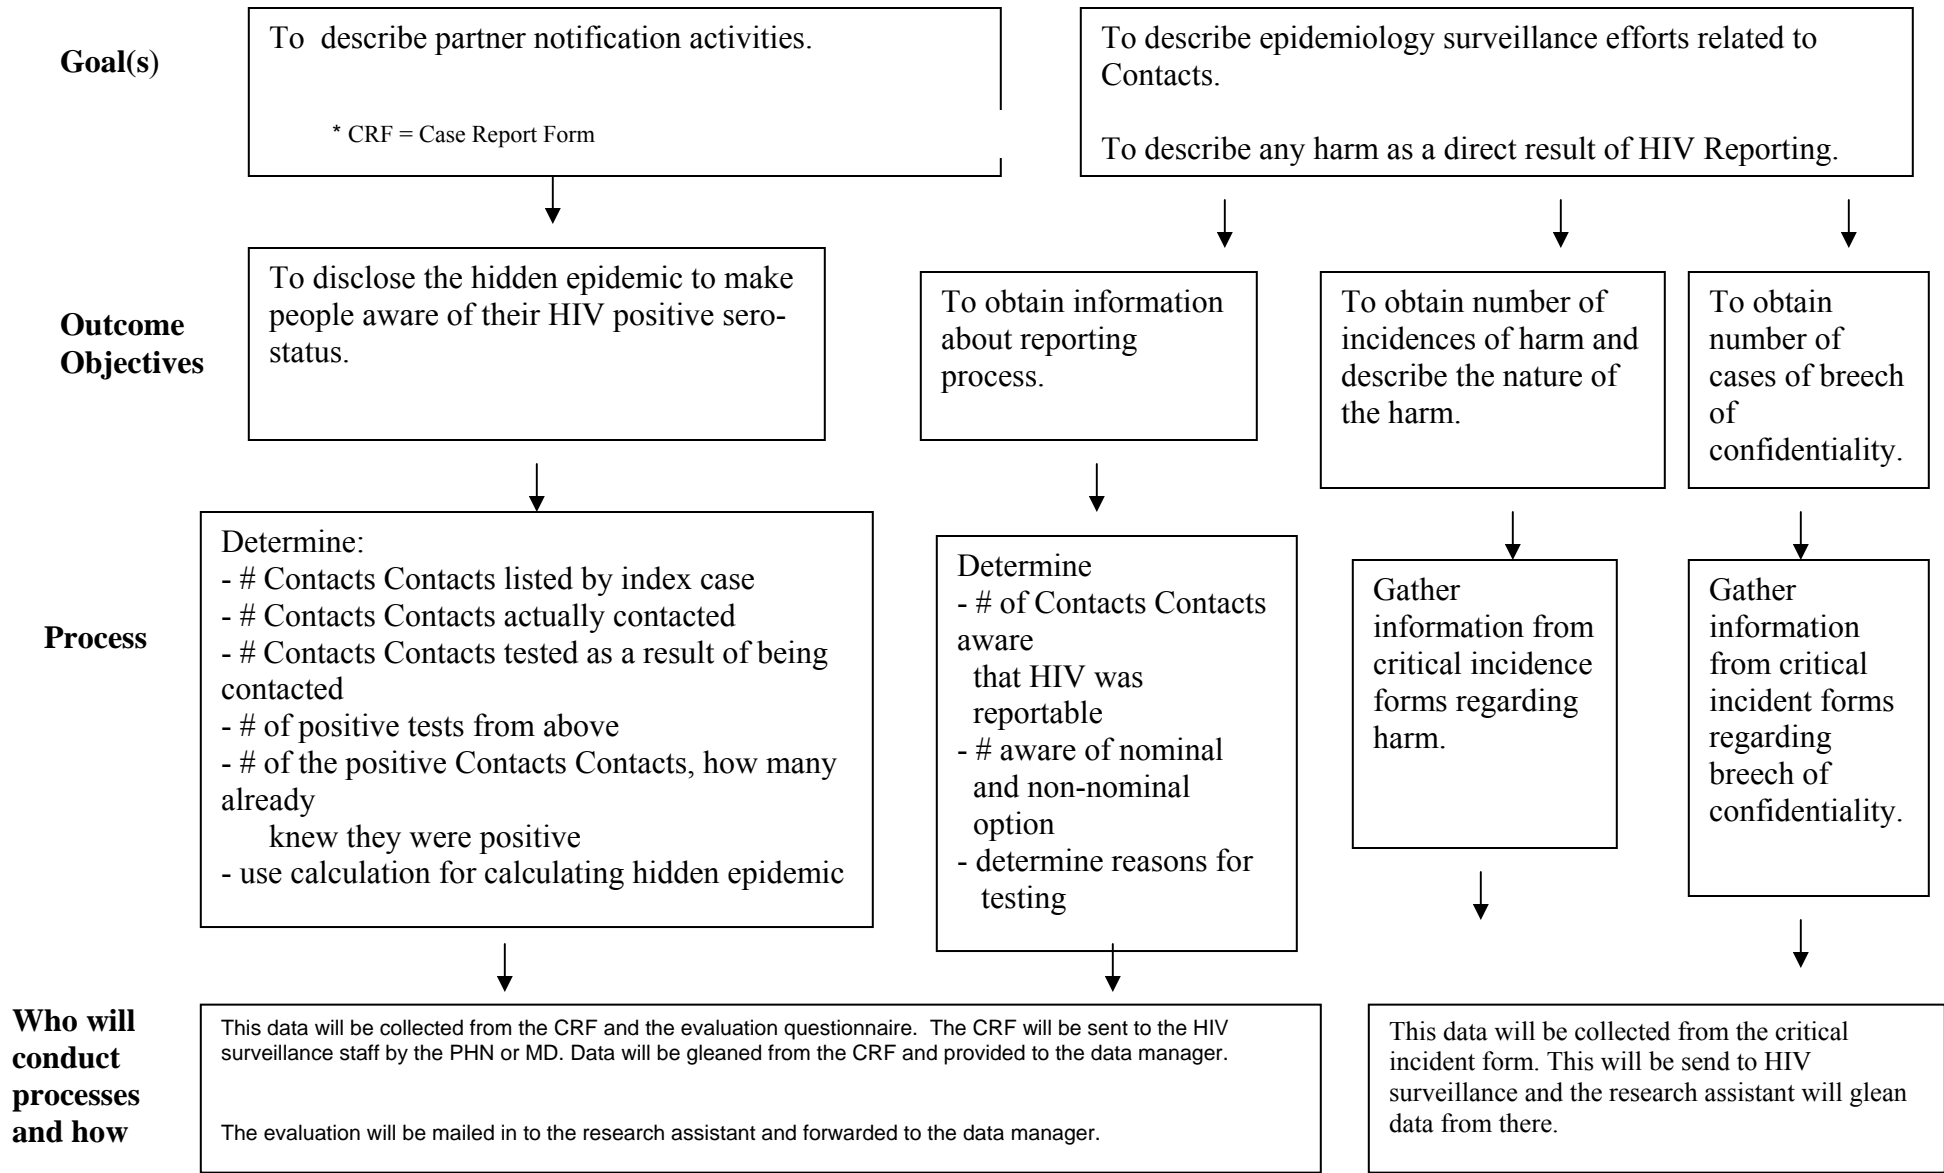 Goal(s)
To  describe partner notification activities.
* CRF = Case Report Form
To describe epidemiology surveillance efforts related to
Contacts.
To describe any harm as a direct result of HIV Reporting.
Outcome
Objectives
To disclose the hidden epidemic to make
people aware of their HIV positive sero-
status.
To obtain information
about reporting
process.
To obtain number of
incidences of harm and
describe the nature of
the harm.
To obtain
number of
cases of breech
of
confidentiality.
Process
Determine:
- # Contacts Contacts listed by index case
- # Contacts Contacts actually contacted
- # Contacts Contacts tested as a result of being
contacted
- # of positive tests from above
- # of the positive Contacts Contacts, how many
already
knew they were positive
- use calculation for calculating hidden epidemic
Determine
- # of Contacts Contacts
aware
that HIV was
reportable
- # aware of nominal
and non-nominal
option
- determine reasons for
testing
Gather
information from
critical incidence
forms regarding
harm.
Gather
information
from critical
incident forms
regarding
breech of
confidentiality.
Who will
conduct
processes
and how
This data will be collected from the CRF and the evaluation questionnaire.  The CRF will be sent to the HIV
surveillance staff by the PHN or MD. Data will be gleaned from the CRF and provided to the data manager.
The evaluation will be mailed in to the research assistant and forwarded to the data manager.
This data will be collected from the critical
incident form. This will be send to HIV
surveillance and the research assistant will glean
data from there.